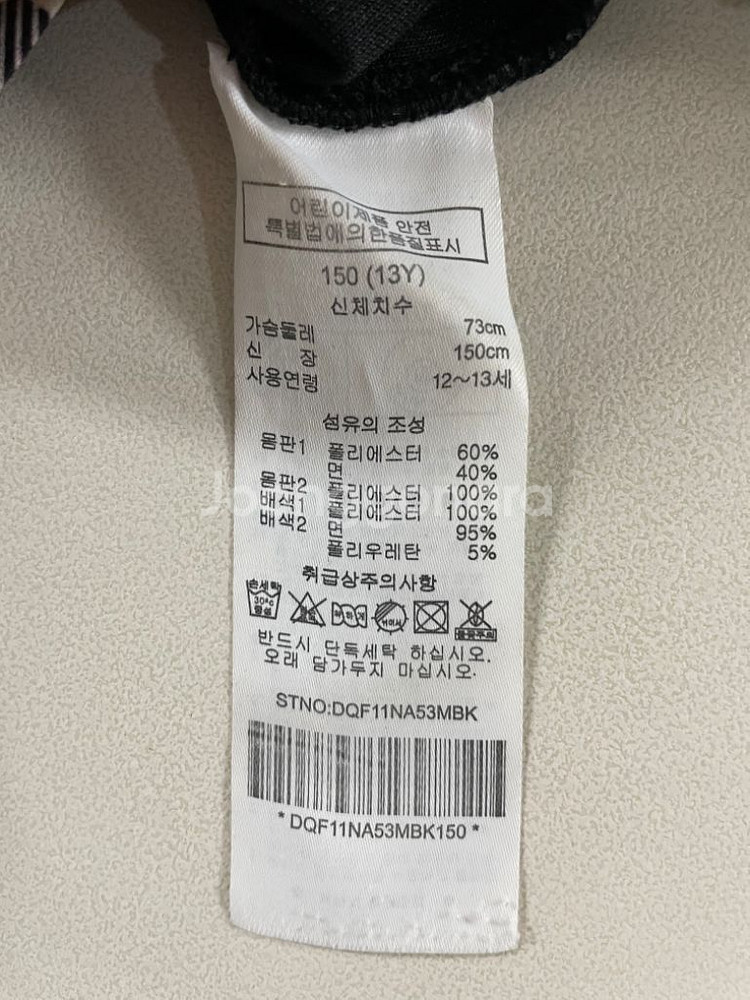 어린이제품 안전
특별법에의한품질표시
150 (13Y)
신체치수
가슴둘레 73cm
신 장 150cm
사용연령 12~13세
섬유의 조성
몸판1 폴리에스터 60%
면 40%
몸판2 폴리에스터 100%
배색1 폴리에스터 100%
배색2 면 95%
폴리우레탄 5%
취급상주의사항
손세탁
30°C
중성
반드시 단독세탁 하십시오.
오래 담가두지 마십시오.
STNO:DQF11NA53MBK
* DQF11NA53MBK150 *